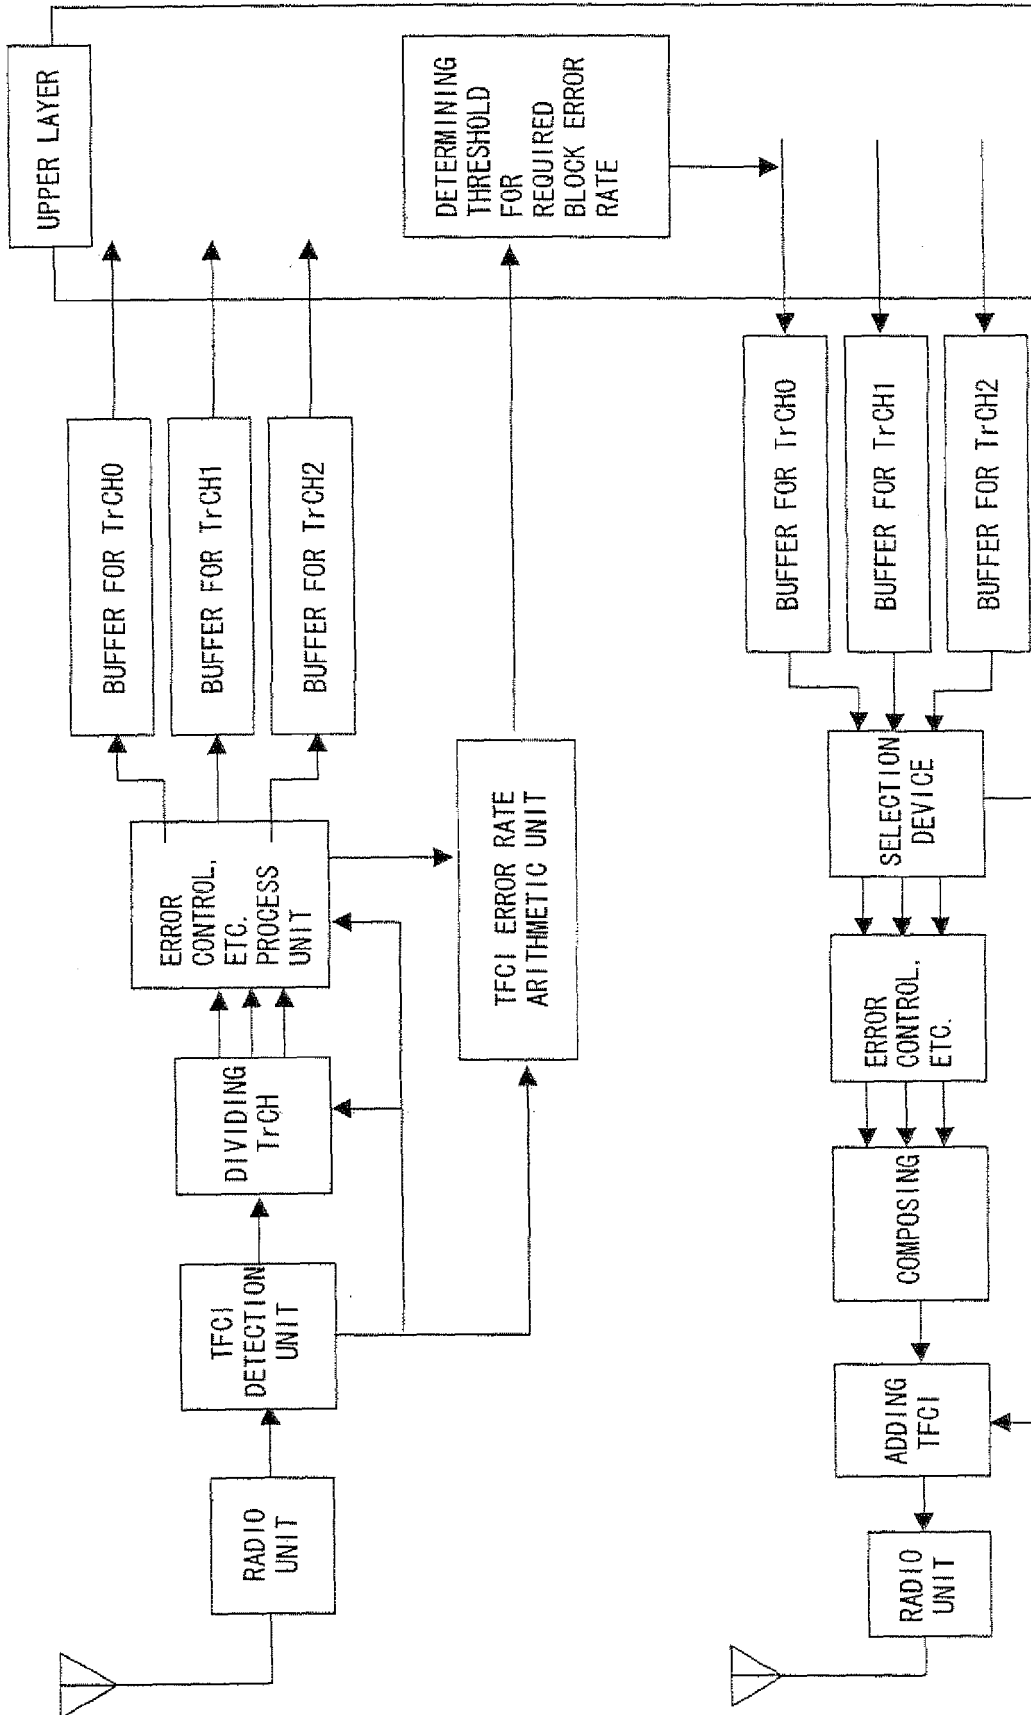 UPPER LAYER
BUFFER FOR TrCH0
BUFFER FOR TrCH1
BUFFER FOR TrCH2
ERROR
CONTROL,
ETC.
PROCESS
UNIT
DIVIDING
TrCH
TFCI
DETECTION
UNIT
RADIO
UNIT
TFCI ERROR RATE
ARITHMETIC UNIT
DETERMINING
THRESHOLD
FOR
REQUIRED
BLOCK ERROR
RATE
BUFFER FOR TrCH0
BUFFER FOR TrCH1
BUFFER FOR TrCH2
SELECTION
DEVICE
ERROR
CONTROL,
ETC.
COMPOSING
ADDING
TFCI
RADIO
UNIT